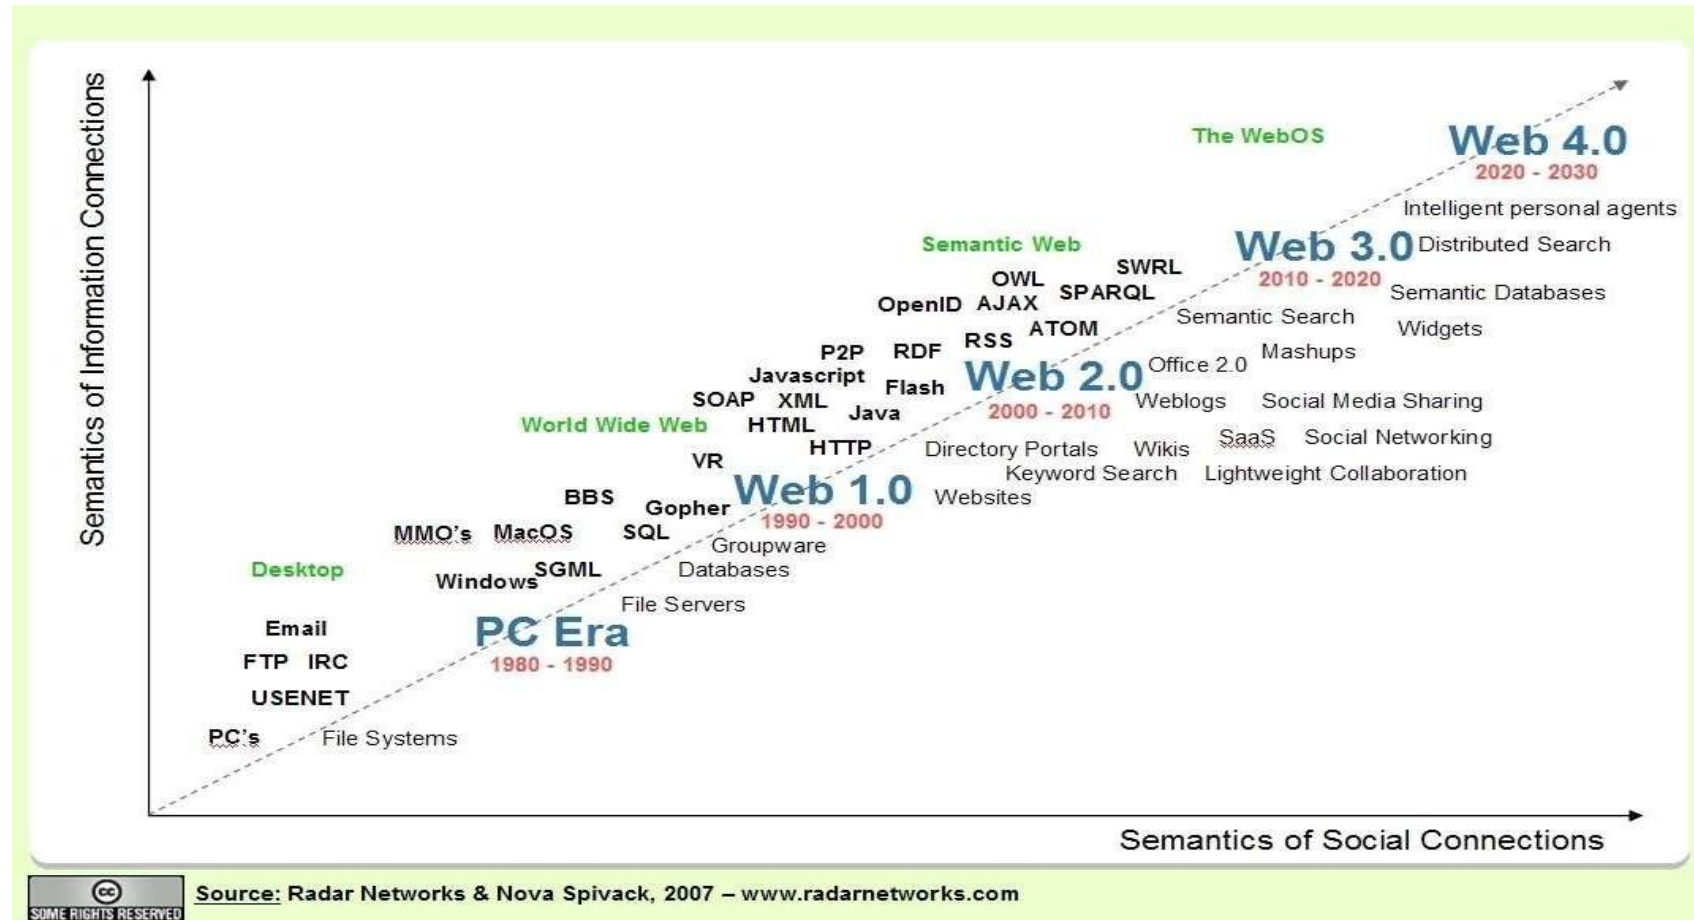 Semantics of Information Connections
The WebOS
Web 4.0
2020 - 2030
Intelligent personal agents
Semantic Web
Web 3.0
Distributed Search
2010 - 2020
SWRL
OWL
SPARQL
Semantic Databases
OpenID
AJAX
Semantic Search
Widgets
ATOM
RSS
P2P
RDF
Mashups
Office 2.0
Javascript
Web 2.0
2000 - 2010
Flash
SOAP
XML
Java
Weblogs
Social Media Sharing
World Wide Web
HTML
HTTP
Directory Portals
Wikis
SaaS
Social Networking
VR
Keyword Search
Lightweight Collaboration
Web 1.0
1990 - 2000
Websites
BBS
Gopher
MMO's
MacOS
SQL
Groupware
Desktop
Windows
SGML
Databases
File Servers
Email
PC Era
1980 - 1990
FTP
IRC
USENET
PC's
File Systems
Semantics of Social Connections
cc
SOME RIGHTS RESERVED
Source: Radar Networks & Nova Spivack, 2007 – www.radarnetworks.com